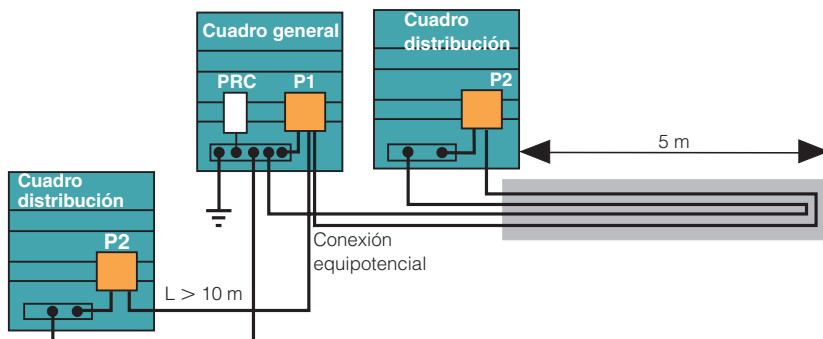 Cuadro general
PRC
P1
Cuadro
distribución
P2
5 m
Cuadro
distribución
P2
L > 10 m
Conexión
equipotencial